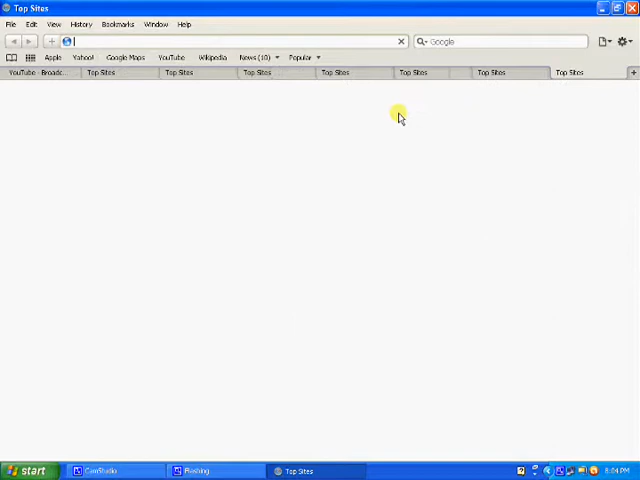 Top Sites
File Edit View History Bookmarks Window Help
Google
Apple Yahoo! Google Maps YouTube Wikipedia News (10) Popular
YouTube - Broadc... Top Sites Top Sites Top Sites Top Sites Top Sites Top Sites Top Sites
start CamStudio Flashing Top Sites 8:04 PM